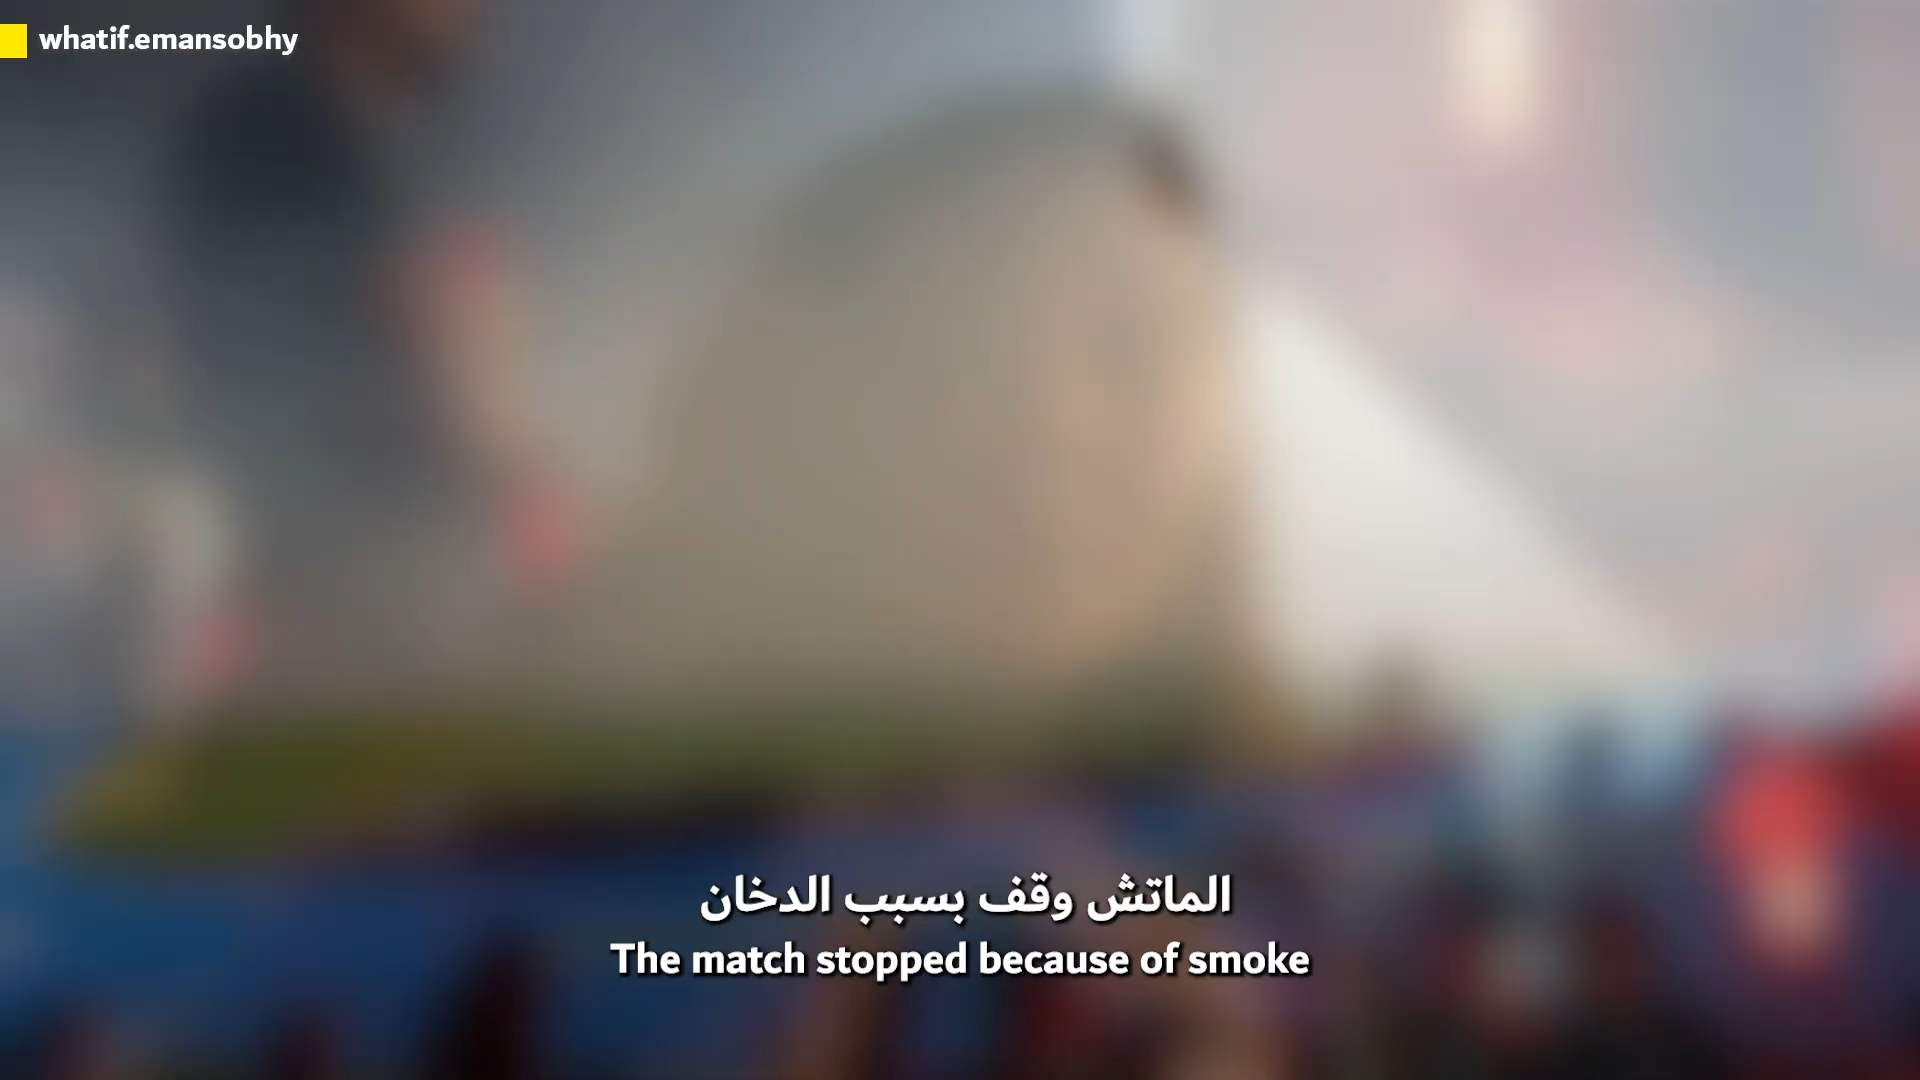 whatif.emansobhy
الماتش وقف بسبب الدخان
The match stopped because of smoke